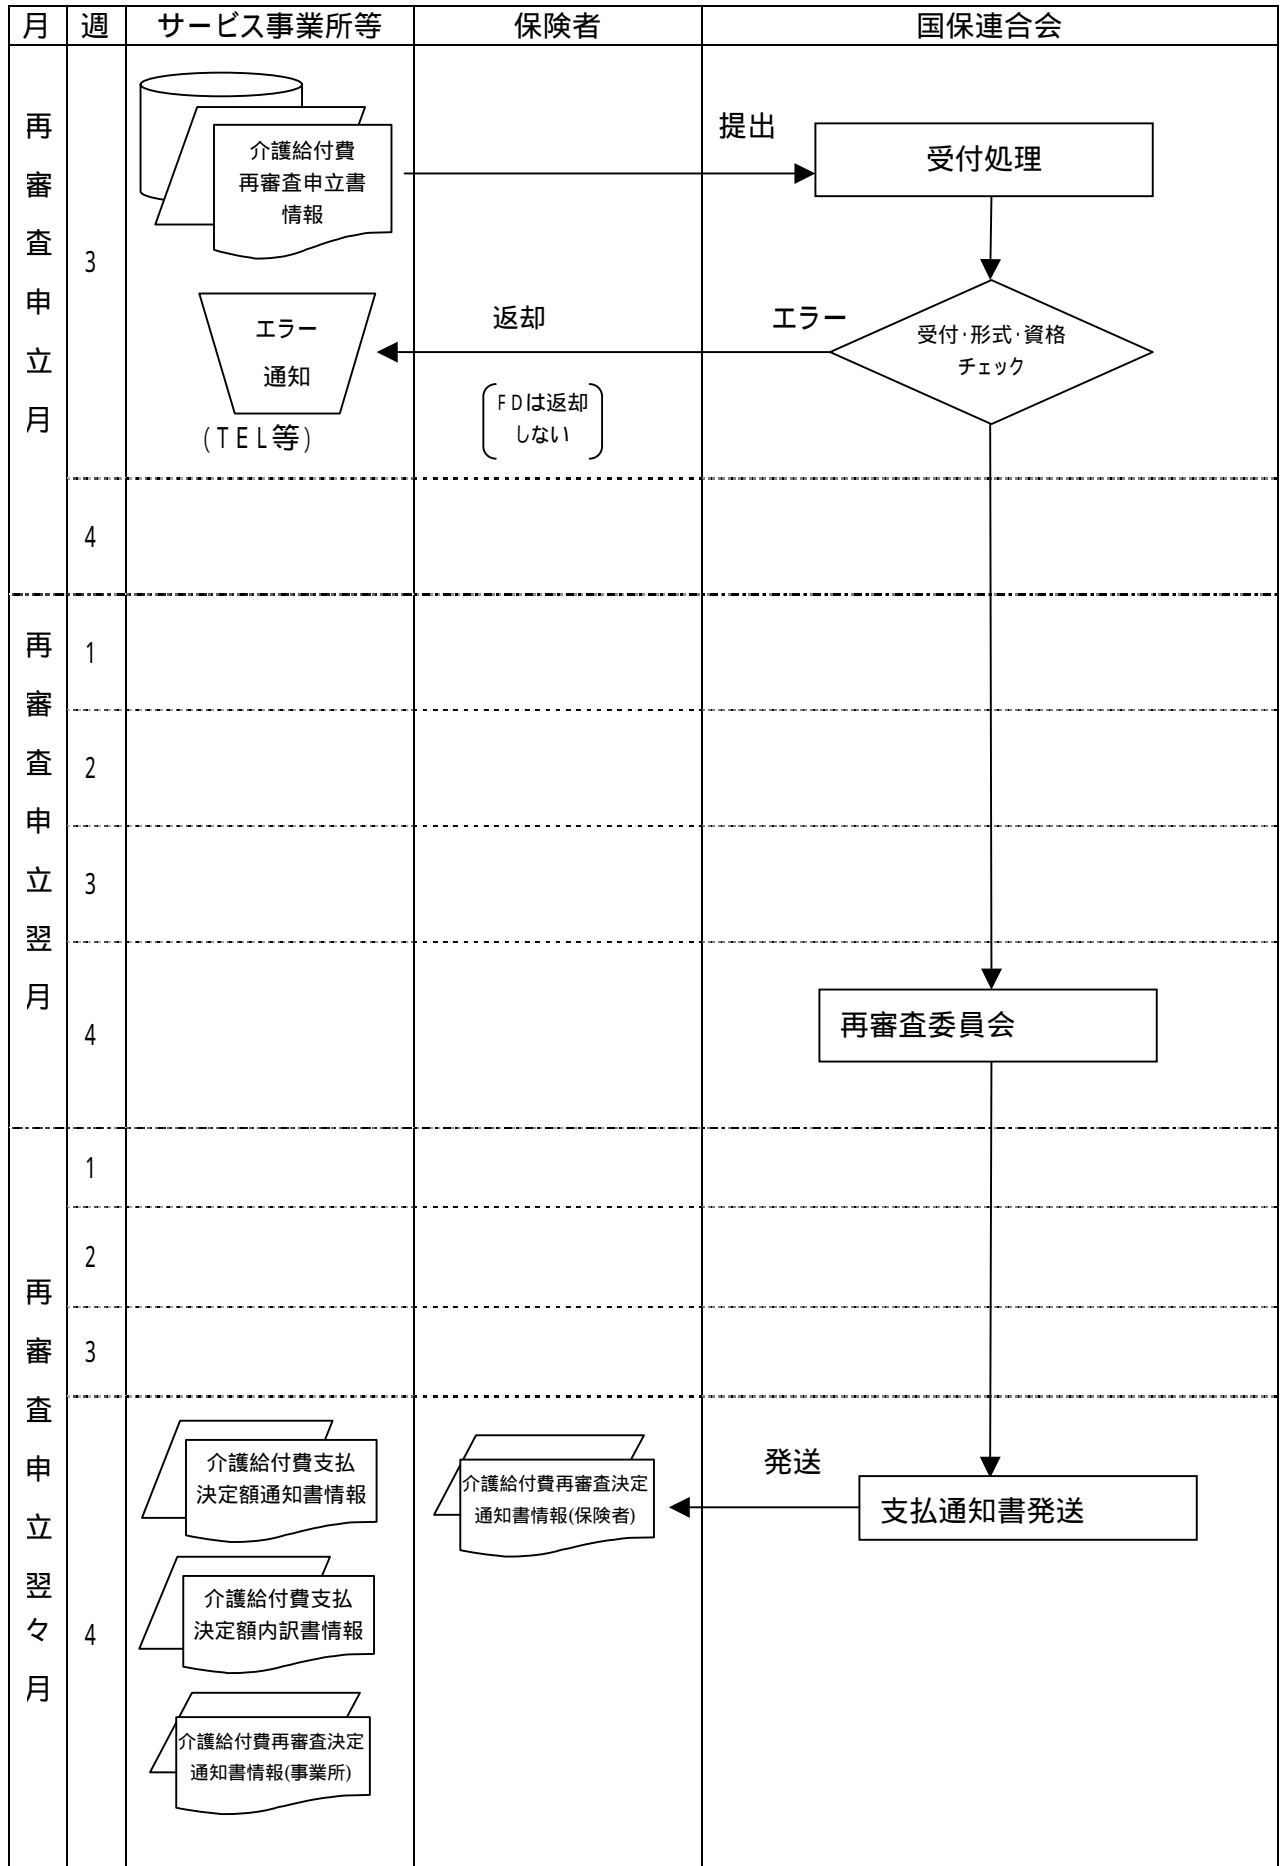 月 週 サービス事業所等 保険者 国保連合会
再審査申立月
3
介護給付費
再審査申立書
情報
提出
受付処理
エラー
通知
(TEL等)
返却
FDは返却
しない
エラー
受付・形式・資格
チェック
4
再審査申立翌月
1
2
3
4
再審査委員会
再審査申立翌々月
1
2
3
4
介護給付費支払
決定額通知書情報
介護給付費再審査決定
通知書情報(保険者)
発送
支払通知書発送
介護給付費支払
決定額内訳書情報
介護給付費再審査決定
通知書情報(事業所)